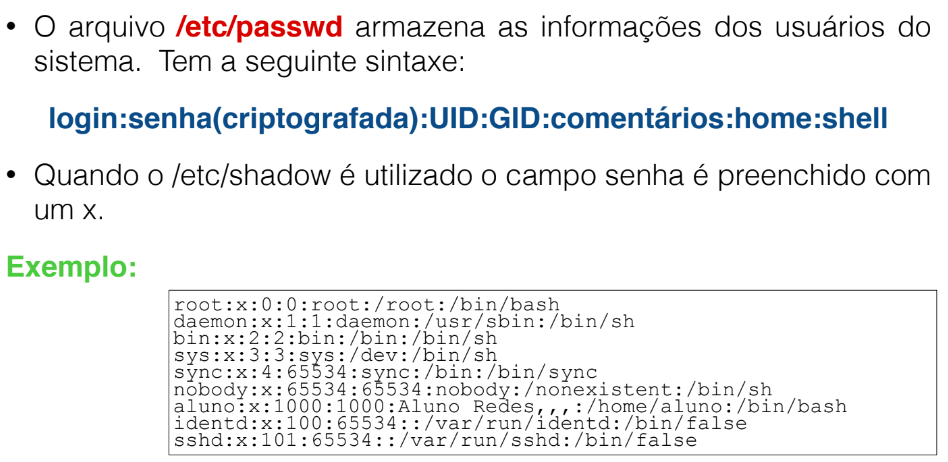 • O arquivo /etc/passwd armazena as informações dos usuários do
sistema. Tem a seguinte sintaxe:
login:senha(criptografada):UID:GID:comentários:home:shell
• Quando o /etc/shadow é utilizado o campo senha é preenchido com
um x.
Exemplo:
root:x:0:0:root:/root:/bin/bash
daemon:x:1:1:daemon:/usr/sbin:/bin/sh
bin:x:2:2:bin:/bin:/bin/sh
sys:x:3:3:sys:/dev:/bin/sh
sync:x:4:65534:sync:/bin:/bin/sync
nobody:x:65534:65534:nobody:/nonexistent:/bin/sh
aluno:x:1000:1000:Aluno Redes,,,:/home/aluno:/bin/bash
identd:x:100:65534::/var/run/identd:/bin/false
sshd:x:101:65534::/var/run/sshd:/bin/false